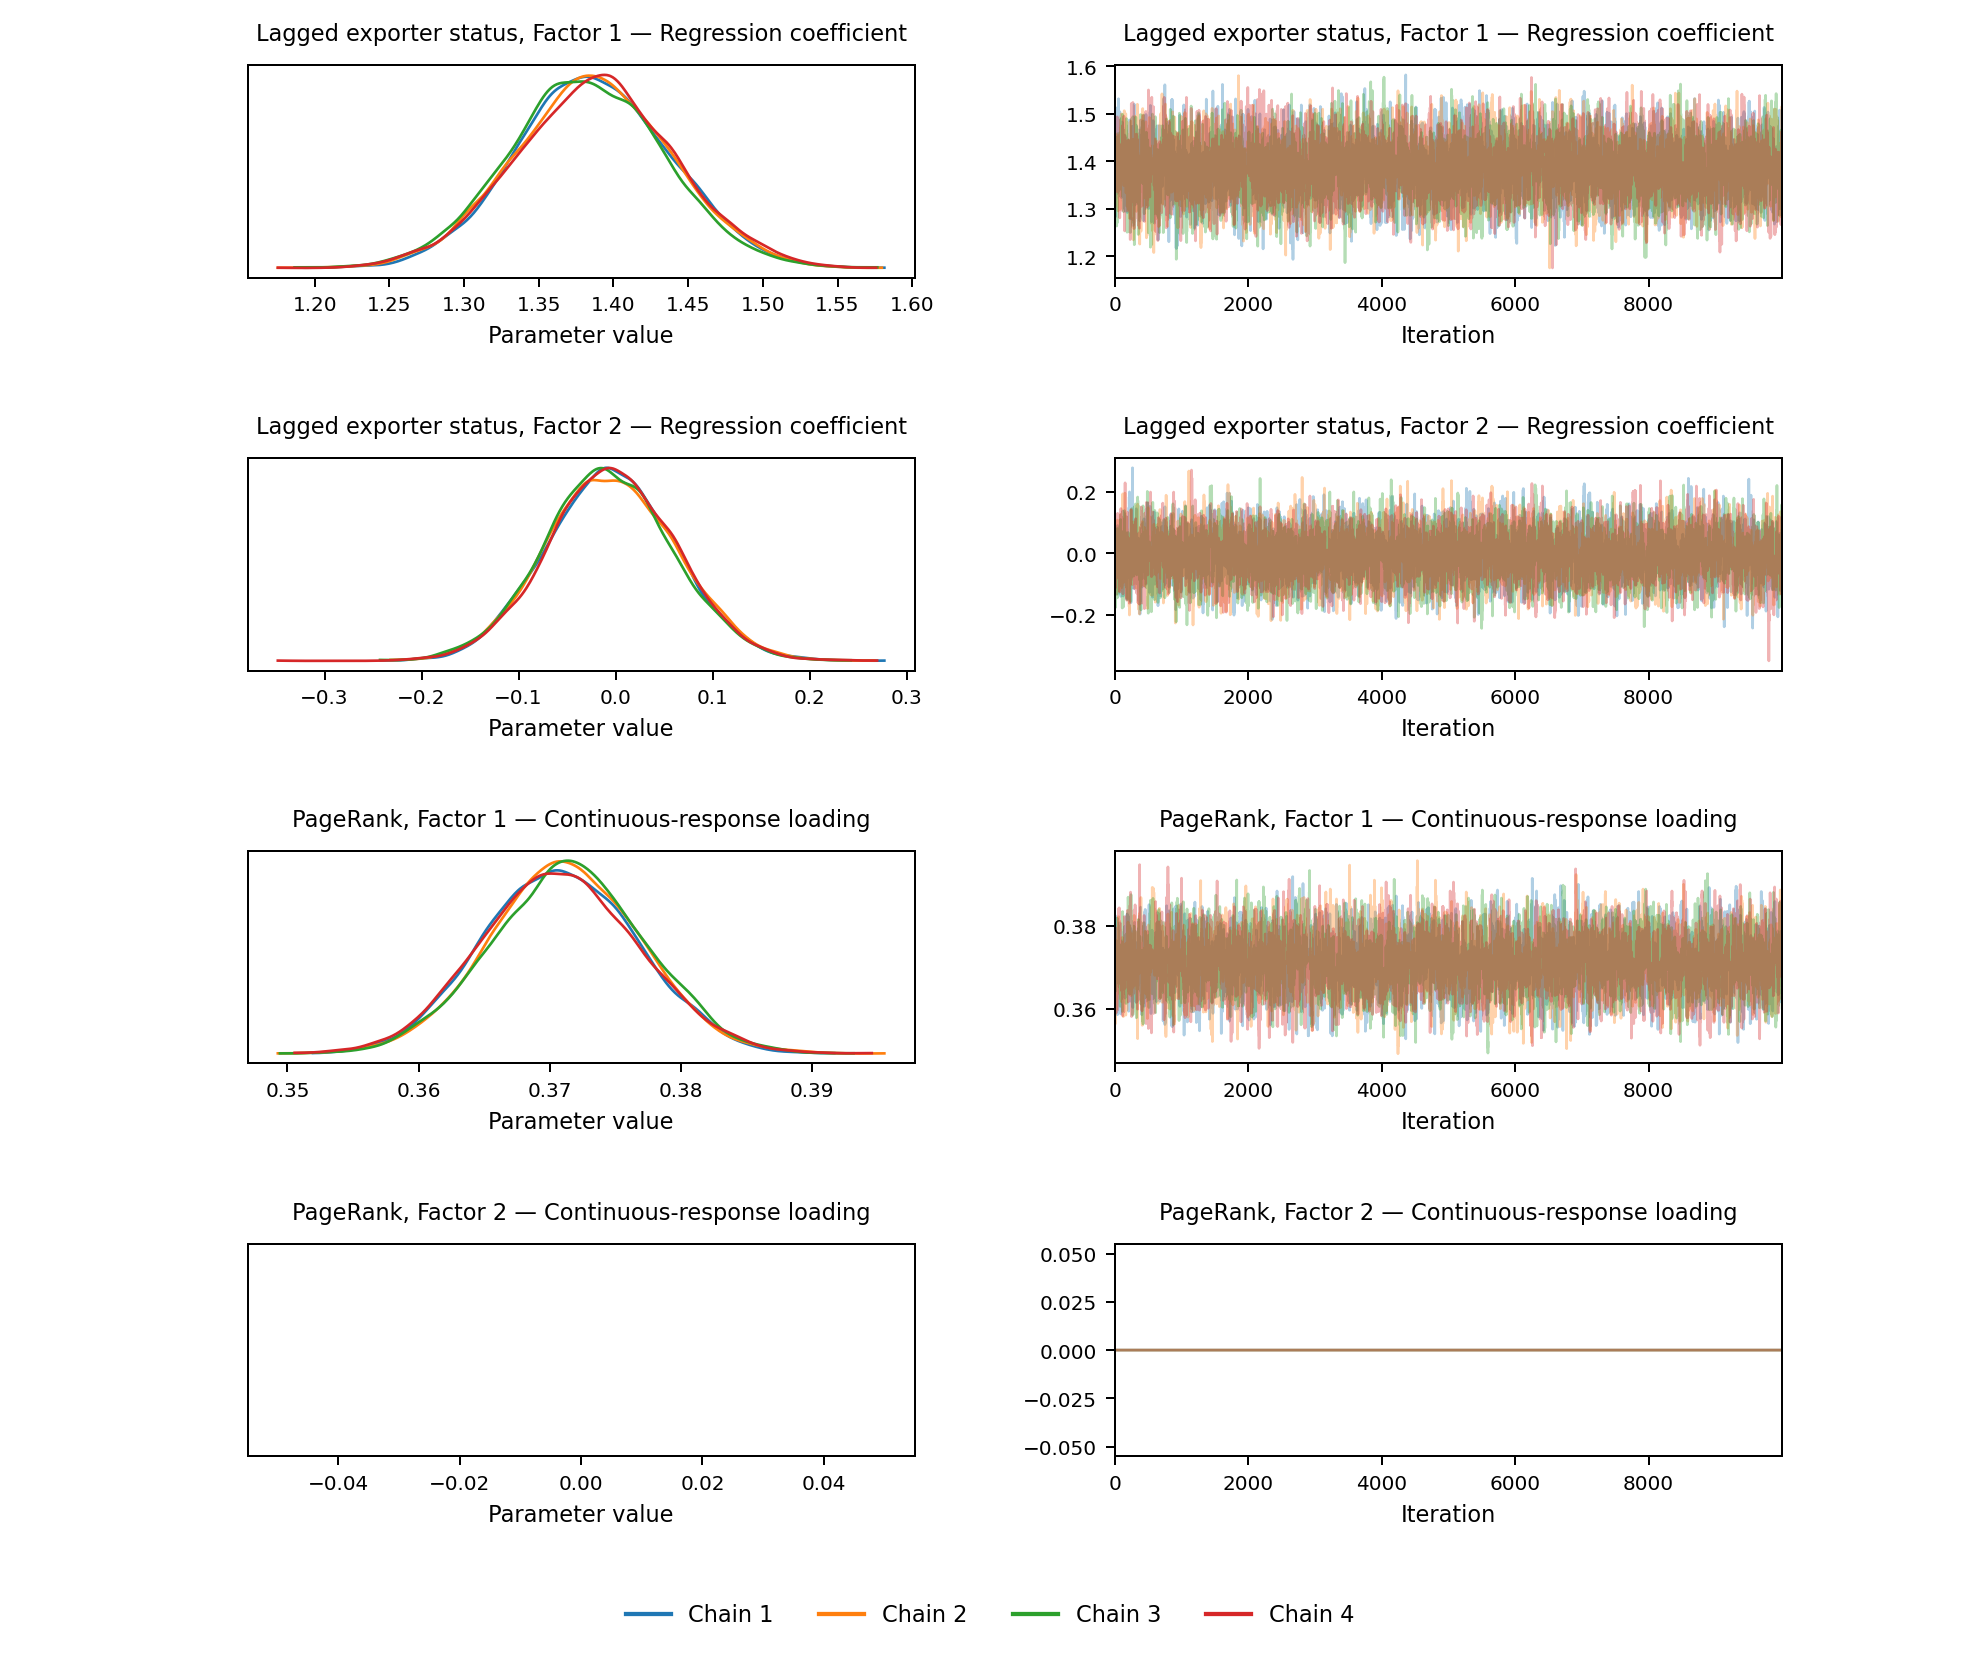 Lagged exporter status, Factor 1 — Regression coefficient
1.20 1.25 1.30 1.35 1.40 1.45 1.50 1.55 1.60
Parameter value
Lagged exporter status, Factor 1 — Regression coefficient
1.6
1.5
1.4
1.3
1.2
0 2000 4000 6000 8000
Iteration
Lagged exporter status, Factor 2 — Regression coefficient
−0.3 −0.2 −0.1 0.0 0.1 0.2 0.3
Parameter value
Lagged exporter status, Factor 2 — Regression coefficient
0.2
0.0
−0.2
0 2000 4000 6000 8000
Iteration
PageRank, Factor 1 — Continuous-response loading
0.35 0.36 0.37 0.38 0.39
Parameter value
PageRank, Factor 1 — Continuous-response loading
0.38
0.36
0 2000 4000 6000 8000
Iteration
PageRank, Factor 2 — Continuous-response loading
−0.04 −0.02 0.00 0.02 0.04
Parameter value
PageRank, Factor 2 — Continuous-response loading
0.050
0.025
0.000
−0.025
−0.050
0 2000 4000 6000 8000
Iteration
Chain 1 Chain 2 Chain 3 Chain 4